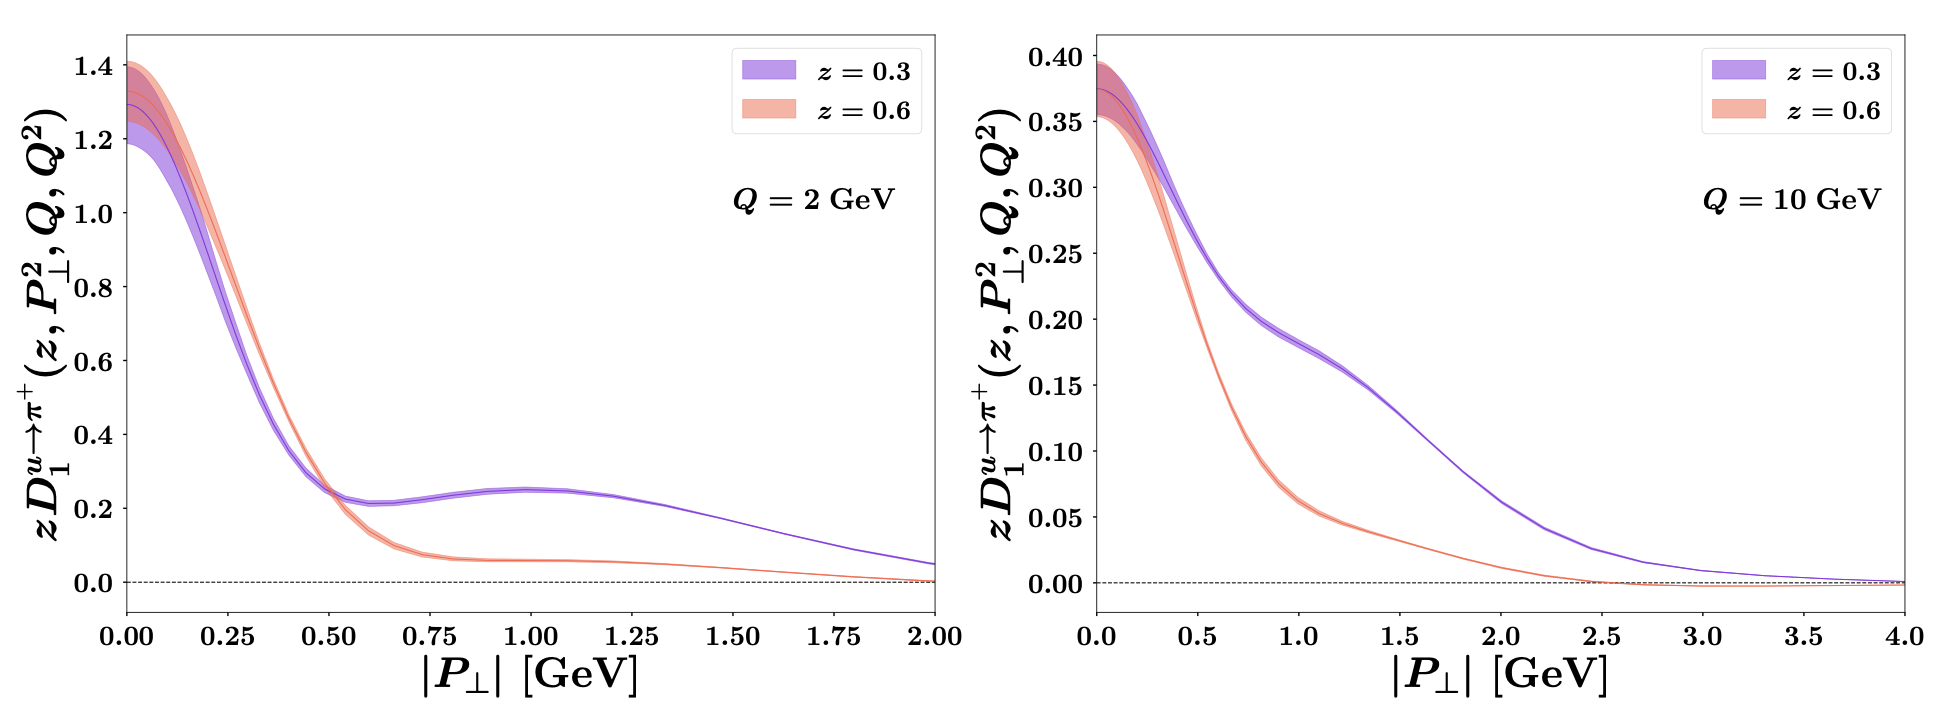 zD₁^{u→π⁺}(z, P²_⊥, Q, Q²)
1.4
1.2
1.0
0.8
0.6
0.4
0.2
0.0
z = 0.3
z = 0.6
Q = 2 GeV
0.00 0.25 0.50 0.75 1.00 1.25 1.50 1.75 2.00
|P_⊥| [GeV]
zD₁^{u→π⁺}(z, P²_⊥, Q, Q²)
0.40
0.35
0.30
0.25
0.20
0.15
0.10
0.05
0.00
z = 0.3
z = 0.6
Q = 10 GeV
0.0 0.5 1.0 1.5 2.0 2.5 3.0 3.5 4.0
|P_⊥| [GeV]